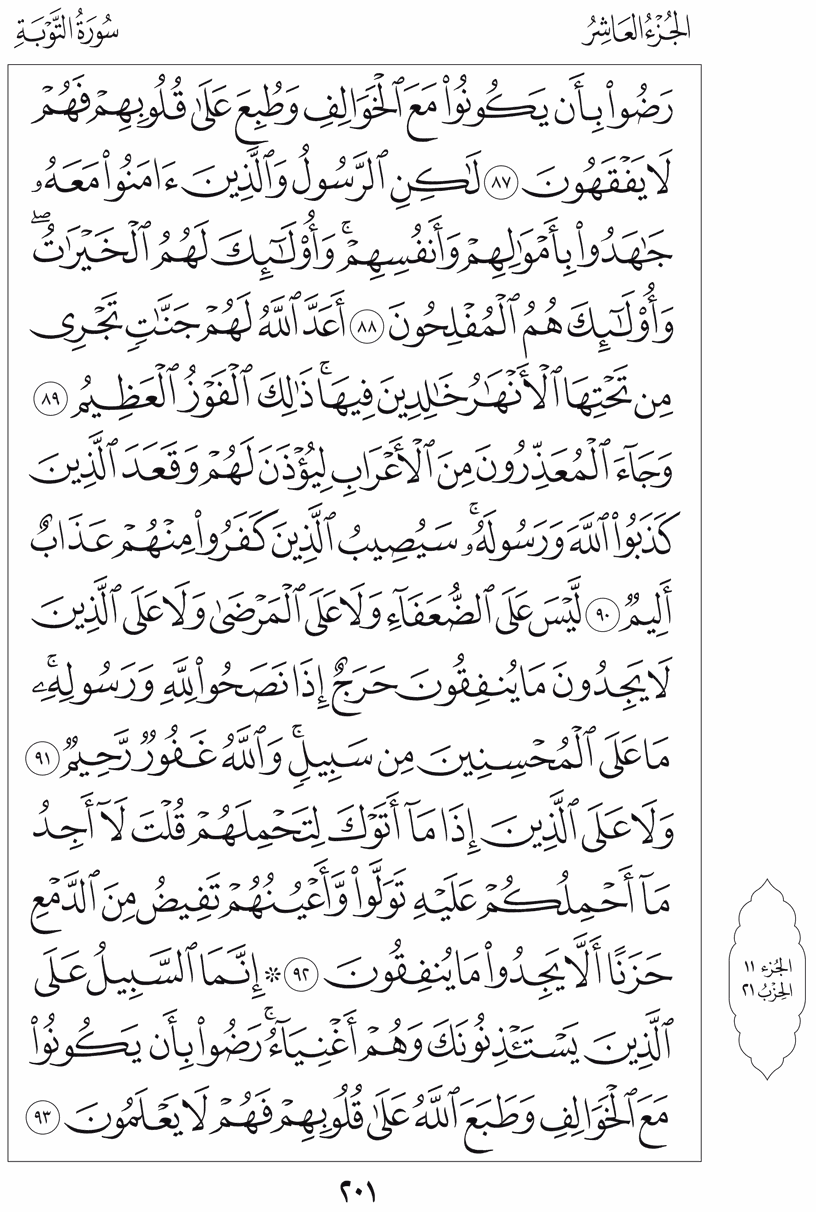 الجُزْءُ العَاشِرُ
سُورَةُ التَّوْبَةِ
رَضُوا۟ بِأَن يَكُونُوا۟ مَعَ ٱلْخَوَالِفِ وَطُبِعَ عَلَىٰ قُلُوبِهِمْ فَهُمْ
لَا يَفْقَهُونَ ٨٧ لَٰكِنِ ٱلرَّسُولُ وَٱلَّذِينَ ءَامَنُوا۟ مَعَهُۥ
جَٰهَدُوا۟ بِأَمْوَٰلِهِمْ وَأَنفُسِهِمْ ۚ وَأُو۟لَٰٓئِكَ لَهُمُ ٱلْخَيْرَٰتُ ۖ
وَأُو۟لَٰٓئِكَ هُمُ ٱلْمُفْلِحُونَ ٨٨ أَعَدَّ ٱللَّهُ لَهُمْ جَنَّٰتٍ تَجْرِى
مِن تَحْتِهَا ٱلْأَنْهَٰرُ خَٰلِدِينَ فِيهَا ۚ ذَٰلِكَ ٱلْفَوْزُ ٱلْعَظِيمُ ٨٩
وَجَآءَ ٱلْمُعَذِّرُونَ مِنَ ٱلْأَعْرَابِ لِيُؤْذَنَ لَهُمْ وَقَعَدَ ٱلَّذِينَ
كَذَبُوا۟ ٱللَّهَ وَرَسُولَهُۥ ۚ سَيُصِيبُ ٱلَّذِينَ كَفَرُوا۟ مِنْهُمْ عَذَابٌ
أَلِيمٌ ٩٠ لَّيْسَ عَلَى ٱلضُّعَفَآءِ وَلَا عَلَى ٱلْمَرْضَىٰ وَلَا عَلَى ٱلَّذِينَ
لَا يَجِدُونَ مَا يُنفِقُونَ حَرَجٌ إِذَا نَصَحُوا۟ لِلَّهِ وَرَسُولِهِۦ ۚ
مَا عَلَى ٱلْمُحْسِنِينَ مِن سَبِيلٍ ۚ وَٱللَّهُ غَفُورٌ رَّحِيمٌ ٩١
وَلَا عَلَى ٱلَّذِينَ إِذَا مَآ أَتَوْكَ لِتَحْمِلَهُمْ قُلْتَ لَآ أَجِدُ
مَآ أَحْمِلُكُمْ عَلَيْهِ تَوَلَّوا۟ وَّأَعْيُنُهُمْ تَفِيضُ مِنَ ٱلدَّمْعِ
حَزَنًا أَلَّا يَجِدُوا۟ مَا يُنفِقُونَ ٩٢ ۞ إِنَّمَا ٱلسَّبِيلُ عَلَى
ٱلَّذِينَ يَسْتَـْٔذِنُونَكَ وَهُمْ أَغْنِيَآءُ ۚ رَضُوا۟ بِأَن يَكُونُوا۟
مَعَ ٱلْخَوَالِفِ وَطَبَعَ ٱللَّهُ عَلَىٰ قُلُوبِهِمْ فَهُمْ لَا يَعْلَمُونَ ٩٣
الجُزء ١١
الحِزْبُ ٢١
٢٠١